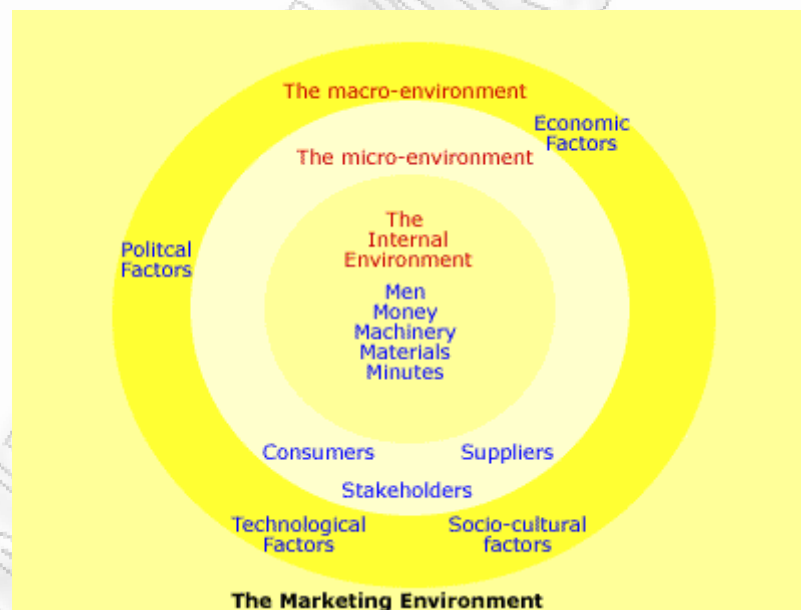 The macro-environment
Economic
Factors
The micro-environment
Politcal
Factors
The
Internal
Environment
Men
Money
Machinery
Materials
Minutes
Consumers
Suppliers
Stakeholders
Technological
Factors
Socio-cultural
factors
The Marketing Environment